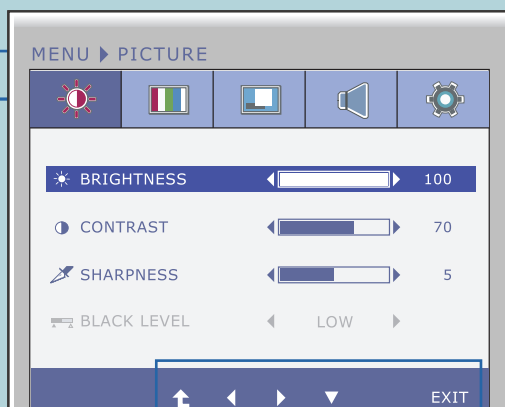 MENU PICTURE
BRIGHTNESS 100
CONTRAST 70
SHARPNESS 5
BLACK LEVEL LOW
EXIT